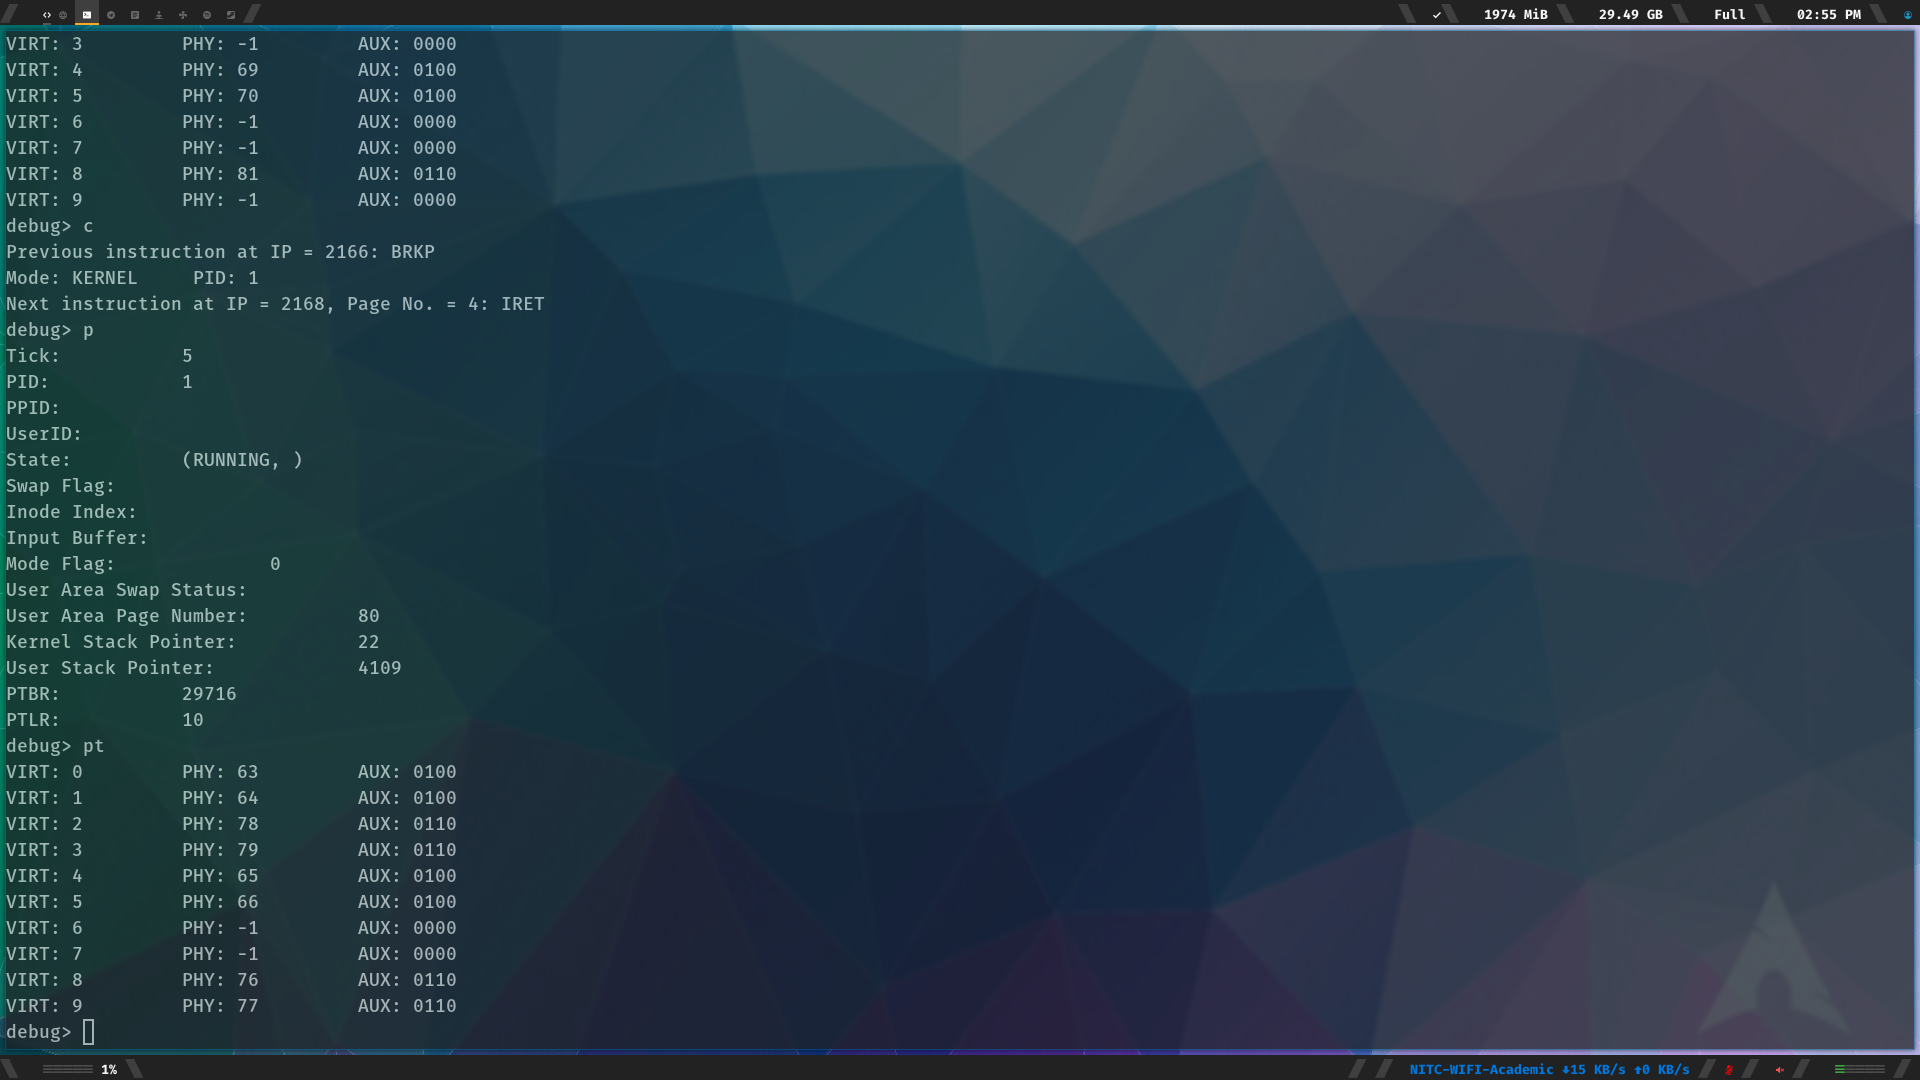 <> 1974 MiB 29.49 GB Full 02:55 PM
VIRT: 3 PHY: -1 AUX: 0000
VIRT: 4 PHY: 69 AUX: 0100
VIRT: 5 PHY: 70 AUX: 0100
VIRT: 6 PHY: -1 AUX: 0000
VIRT: 7 PHY: -1 AUX: 0000
VIRT: 8 PHY: 81 AUX: 0110
VIRT: 9 PHY: -1 AUX: 0000
debug> c
Previous instruction at IP = 2166: BRKP
Mode: KERNEL PID: 1
Next instruction at IP = 2168, Page No. = 4: IRET
debug> p
Tick: 5
PID: 1
PPID:
UserID:
State: (RUNNING, )
Swap Flag:
Inode Index:
Input Buffer:
Mode Flag: 0
User Area Swap Status:
User Area Page Number: 80
Kernel Stack Pointer: 22
User Stack Pointer: 4109
PTBR: 29716
PTLR: 10
debug> pt
VIRT: 0 PHY: 63 AUX: 0100
VIRT: 1 PHY: 64 AUX: 0100
VIRT: 2 PHY: 78 AUX: 0110
VIRT: 3 PHY: 79 AUX: 0110
VIRT: 4 PHY: 65 AUX: 0100
VIRT: 5 PHY: 66 AUX: 0100
VIRT: 6 PHY: -1 AUX: 0000
VIRT: 7 PHY: -1 AUX: 0000
VIRT: 8 PHY: 76 AUX: 0110
VIRT: 9 PHY: 77 AUX: 0110
debug>
1% NITC-WIFI-Academic ↓15 KB/s ↑0 KB/s